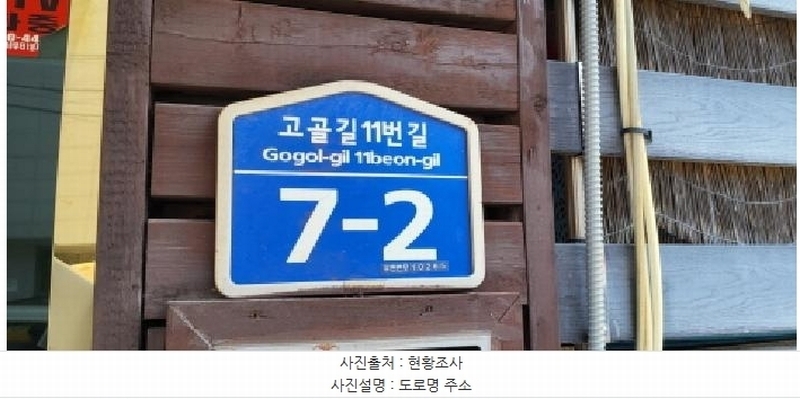 고골길11번길
Gogol-gil 11beon-gil
7-2
사진출처 : 현황조사
사진설명 : 도로명 주소